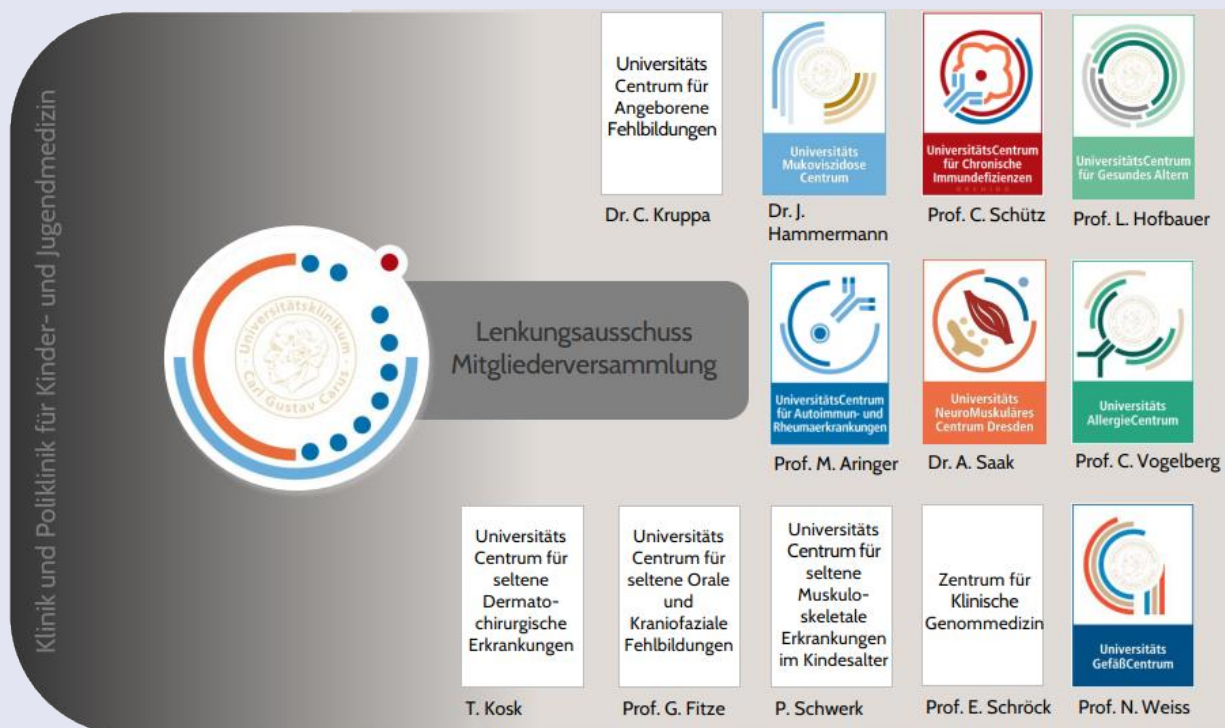 Klinik und Poliklinik für Kinder- und Jugendmedizin
Universitäts
Centrum für
Angeborene
Fehlbildungen
Dr. C. Kruppa
Universitäts
Mukoviszidose
Centrum
Dr. J.
Hammermann
UniversitätsCentrum
für Chronische
Immundefizienzen
Prof. C. Schütz
UniversitätsCentrum
für Gesundes Altern
Prof. L. Hofbauer
Universitätsklinikum
Carl Gustav Carus
Lenkungsausschuss
Mitgliederversammlung
UniversitätsCentrum
für Autoimmun- und
Rheumaerkrankungen
Prof. M. Aringer
Universitäts
NeuroMuskuläres
Centrum Dresden
Dr. A. Saak
Universitäts
AllergieCentrum
Prof. C. Vogelberg
Universitäts
Centrum für
seltene
Dermato-
chirurgische
Erkrankungen
T. Kosk
Universitäts
Centrum für
seltene Orale
und
Kraniofaziale
Fehlbildungen
Prof. G. Fitze
Universitäts
Centrum für
seltene
Muskulo-
skeletale
Erkrankungen
im Kindesalter
P. Schwerk
Zentrum für
Klinische
Genommedizin
Prof. E. Schröck
Universitäts
GefäßCentrum
Prof. N. Weiss